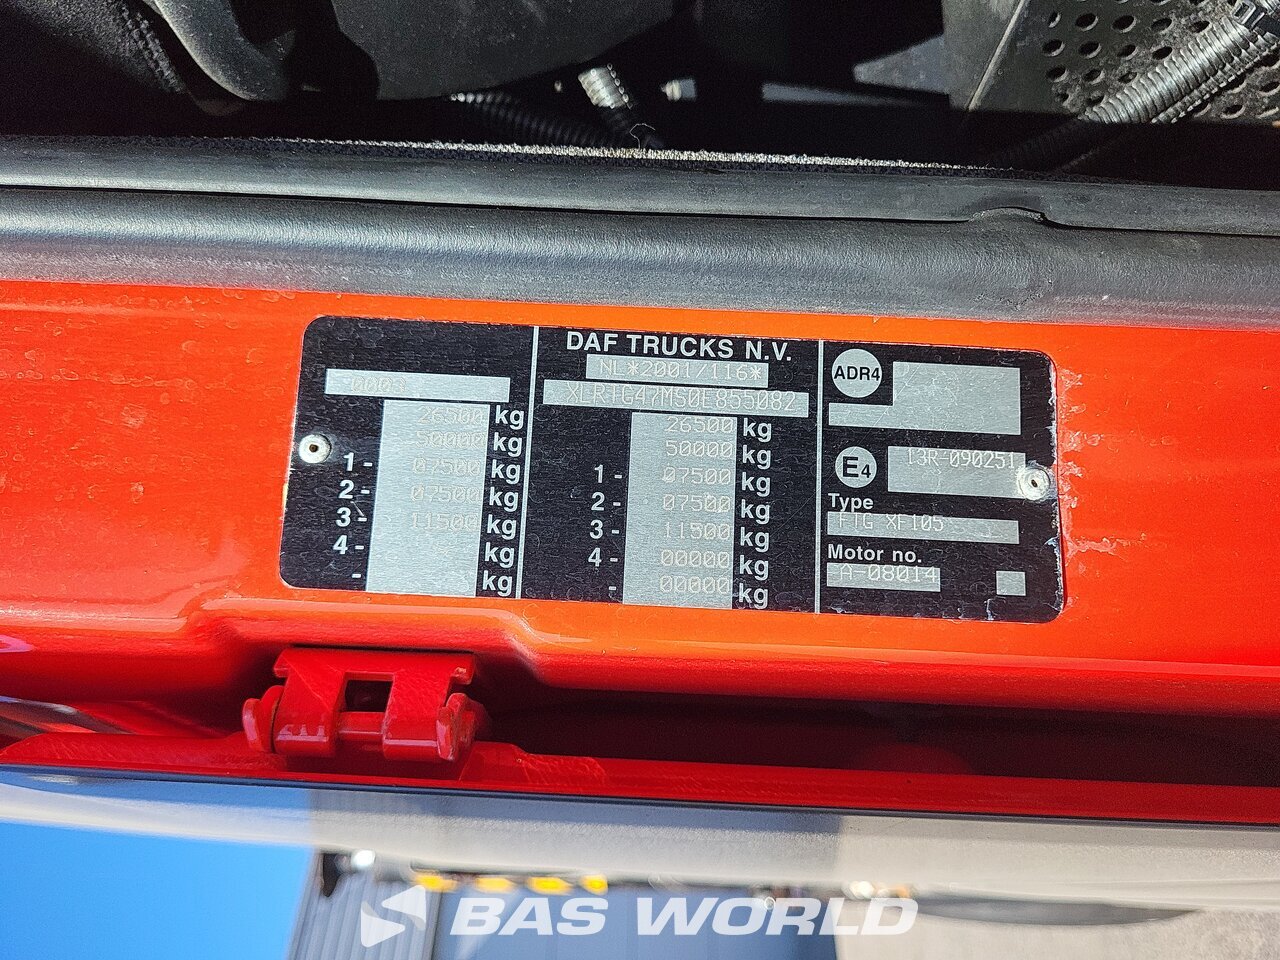 0003
26500 kg
50000 kg
1- 07500 kg
2- 07500 kg
3- 11500 kg
4- kg
- kg
DAF TRUCKS N.V.
NL*2001/116*
XLRTG47MS0E855082
26500 kg
50000 kg
1- 07500 kg
2- 07500 kg
3- 11500 kg
4- 00000 kg
- 00000 kg
ADR4
E4 13R-090251
Type
FTG XF105
Motor no.
A-08014
BAS WORLD